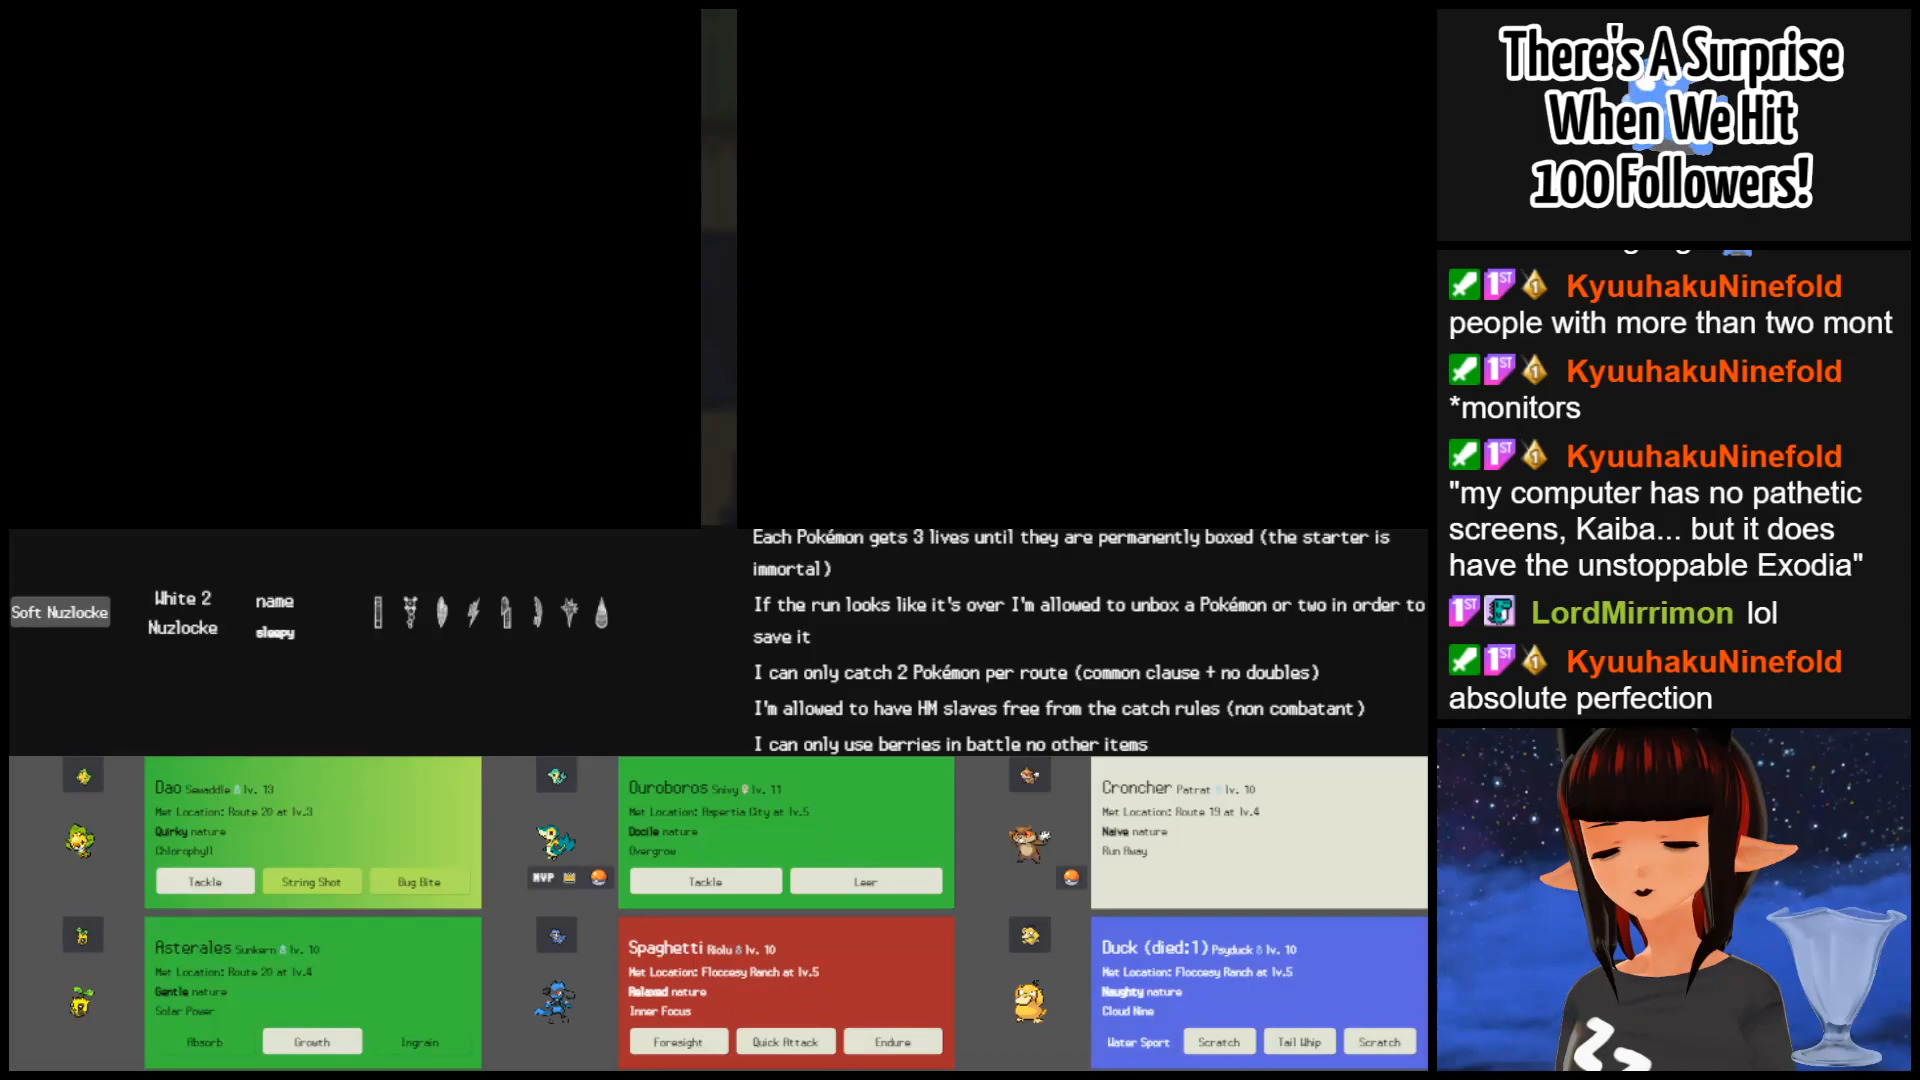 There's A Surprise
When We Hit
100 Followers!
KyuuhakuNinefold
people with more than two mont
KyuuhakuNinefold
*monitors
KyuuhakuNinefold
"my computer has no pathetic
screens, Kaiba... but it does
have the unstoppable Exodia"
LordMirrimon lol
KyuuhakuNinefold
absolute perfection
Each Pokémon gets 3 lives until they are permanently boxed (the starter is
immortal)
If the run looks like it's over I'm allowed to unbox a Pokémon or two in order to
save it
I can only catch 2 Pokémon per route (common clause + no doubles)
I'm allowed to have HM slaves free from the catch rules (non combatant)
I can only use berries in battle no other items
Soft Nuzlocke
White 2
Nuzlocke
name
sleepy
Dao Sewaddle lv. 13
Met Location: Route 20 at lv.3
Quirky nature
Chlorophyll
Tackle
String Shot
Bug Bite
MVP
Ouroboros Snivy lv. 11
Met Location: Aspertia City at lv.5
Docile nature
Overgrow
Tackle
Leer
Croncher Patrat lv. 10
Met Location: Route 19 at lv.4
Naive nature
Run Away
Asterales Sunkern lv. 10
Met Location: Route 20 at lv.4
Gentle nature
Solar Power
Absorb
Growth
Ingrain
Spaghetti Riolu lv. 10
Met Location: Floccesy Ranch at lv.5
Relaxed nature
Inner Focus
Foresight
Quick Attack
Endure
Duck (died:1) Psyduck lv. 10
Met Location: Floccesy Ranch at lv.5
Naughty nature
Cloud Nine
Water Sport
Scratch
Tail Whip
Scratch